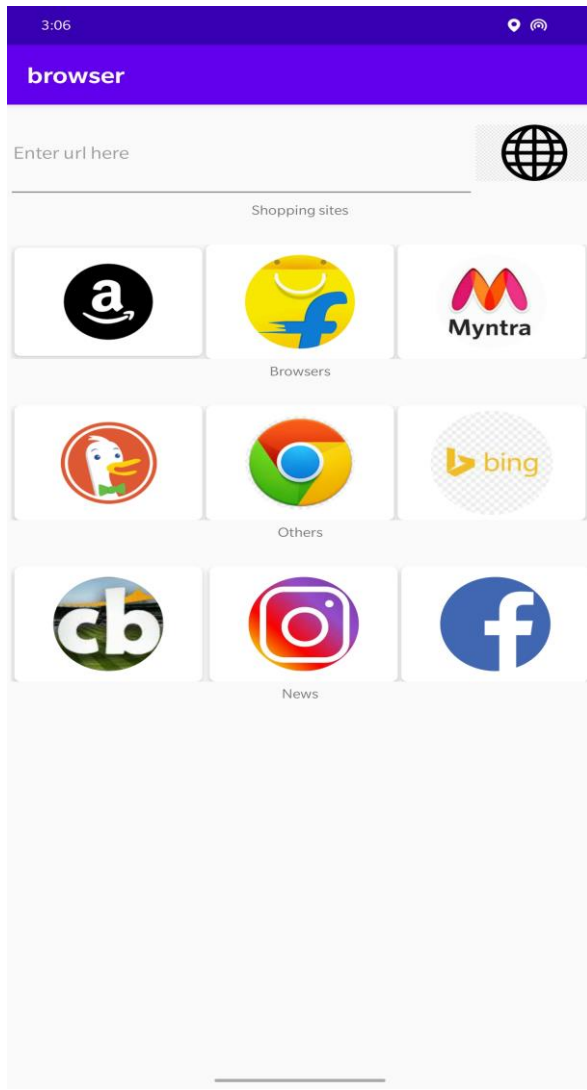 3:06
browser
Enter url here
Shopping sites
a
f
Myntra
Browsers
bing
Others
cb
f
News